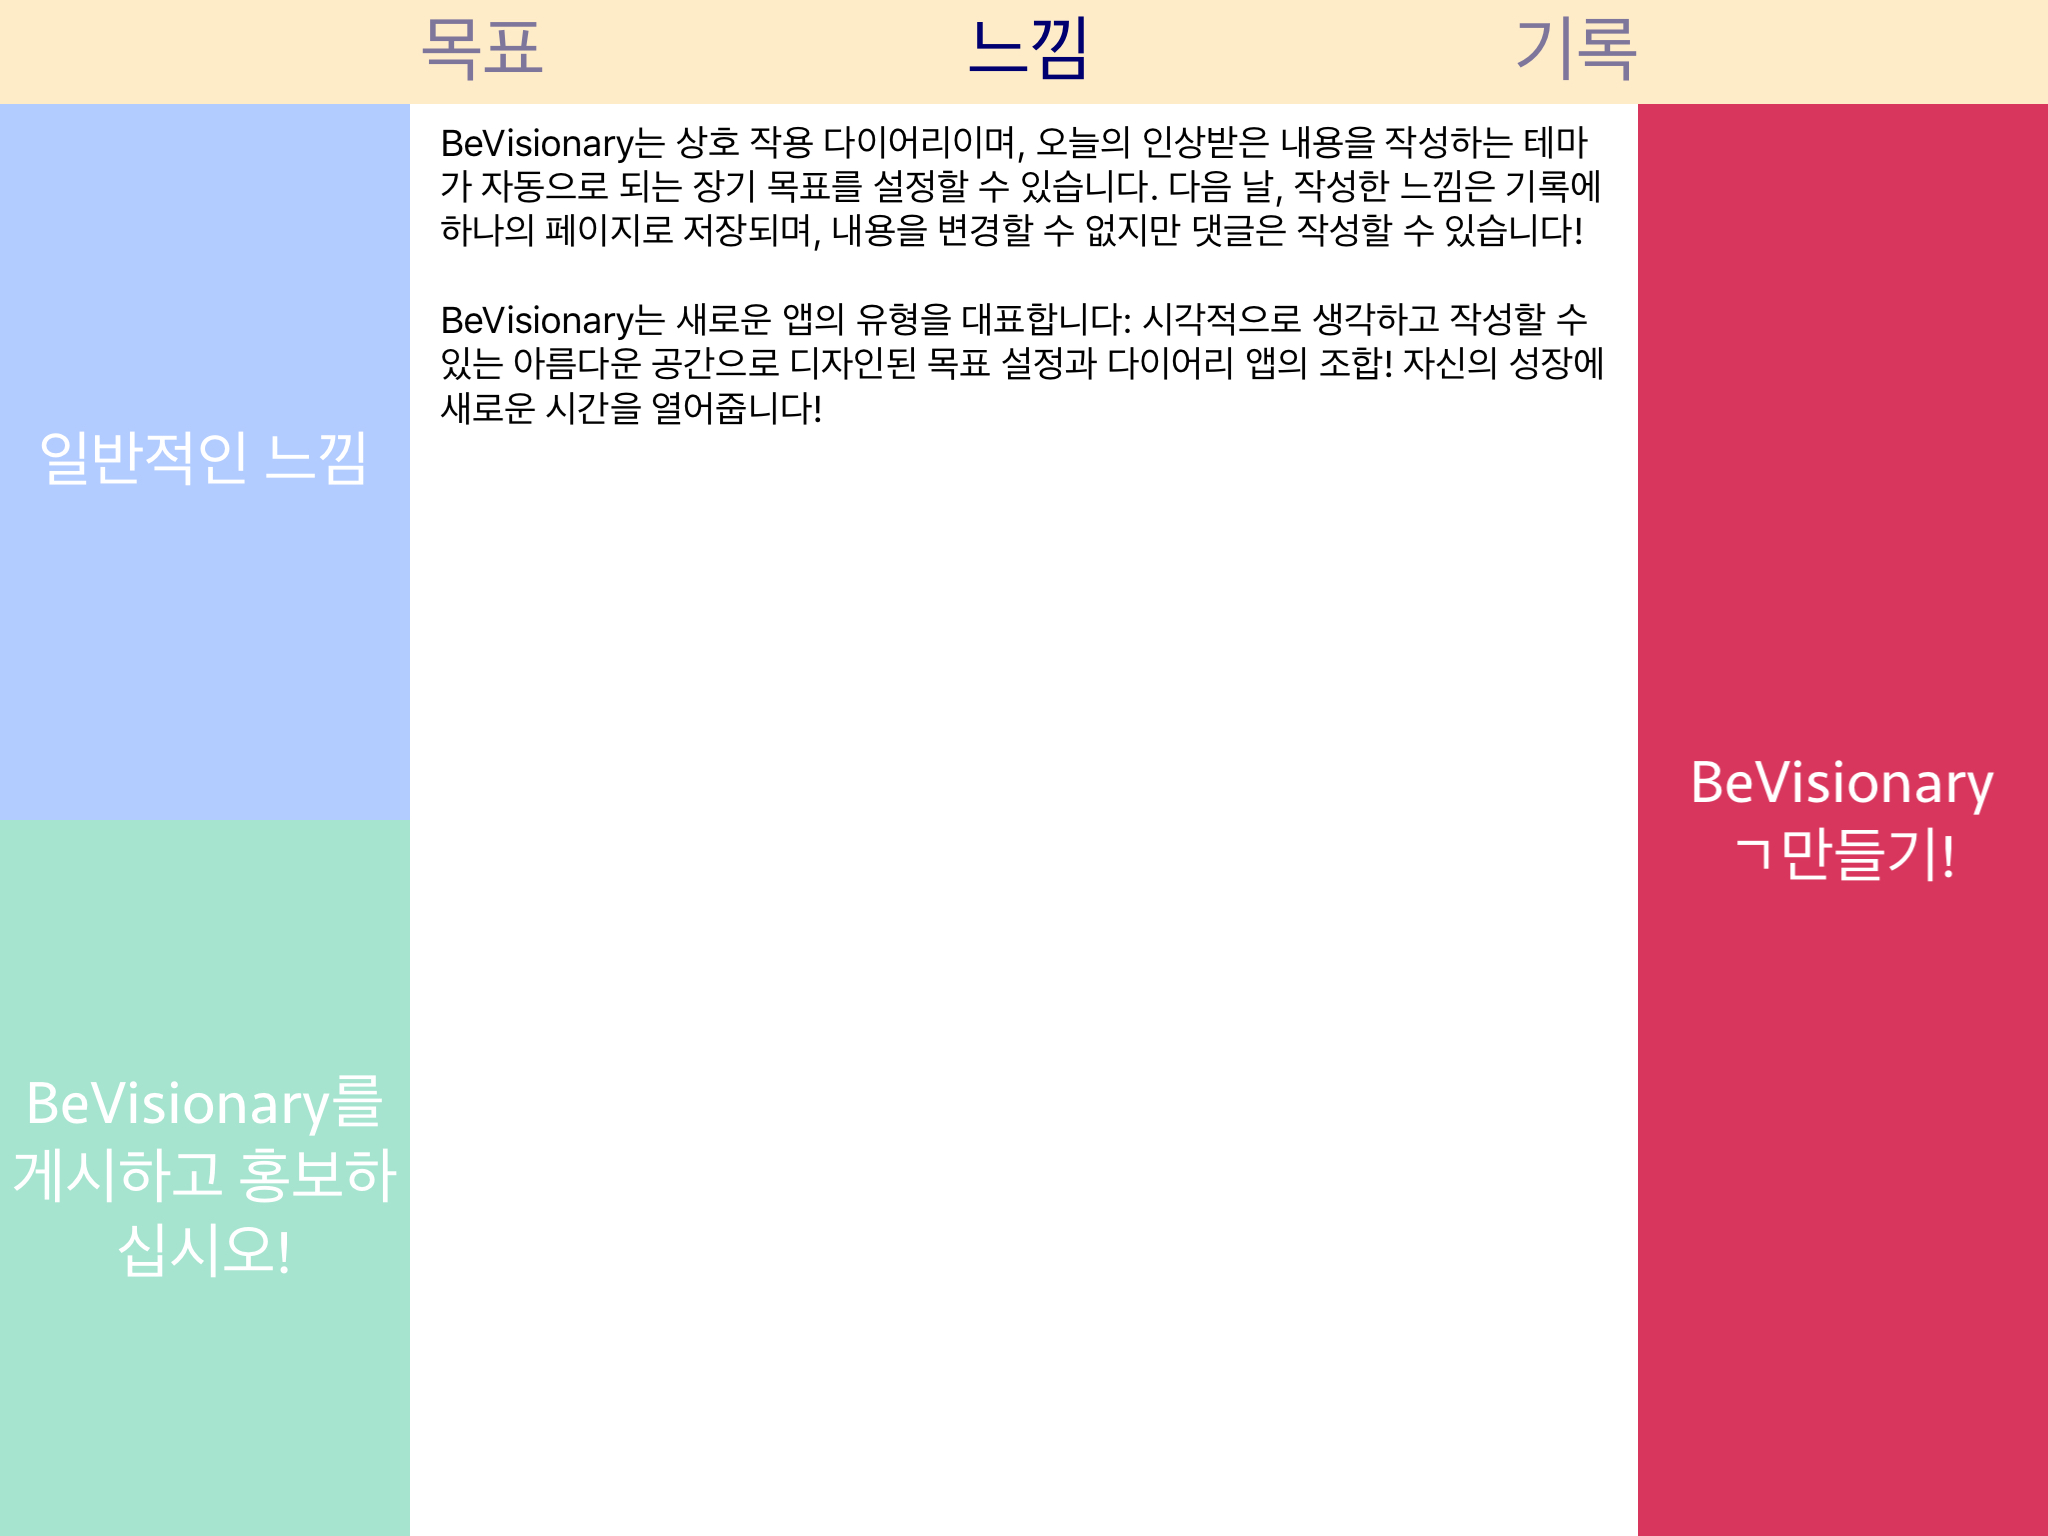 목표
느낌
기록
일반적인 느낌
BeVisionary를
게시하고 홍보하
십시오!
BeVisionary는 상호 작용 다이어리이며, 오늘의 인상받은 내용을 작성하는 테마
가 자동으로 되는 장기 목표를 설정할 수 있습니다. 다음 날, 작성한 느낌은 기록에
하나의 페이지로 저장되며, 내용을 변경할 수 없지만 댓글은 작성할 수 있습니다!
BeVisionary는 새로운 앱의 유형을 대표합니다: 시각적으로 생각하고 작성할 수
있는 아름다운 공간으로 디자인된 목표 설정과 다이어리 앱의 조합! 자신의 성장에
새로운 시간을 열어줍니다!
BeVisionary
ㄱ만들기!